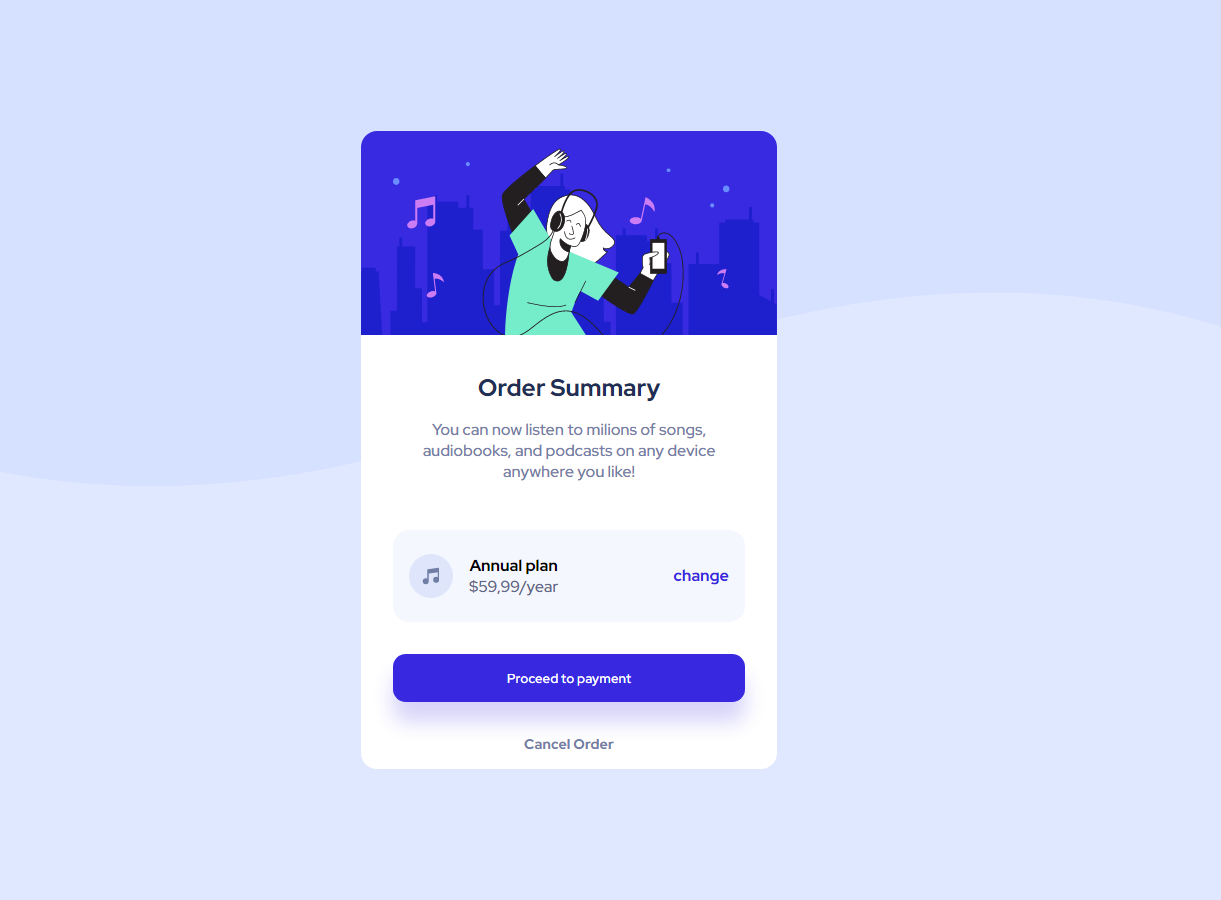 Order Summary
You can now listen to milions of songs,
audiobooks, and podcasts on any device
anywhere you like!
Annual plan
$59,99/year
change
Proceed to payment
Cancel Order